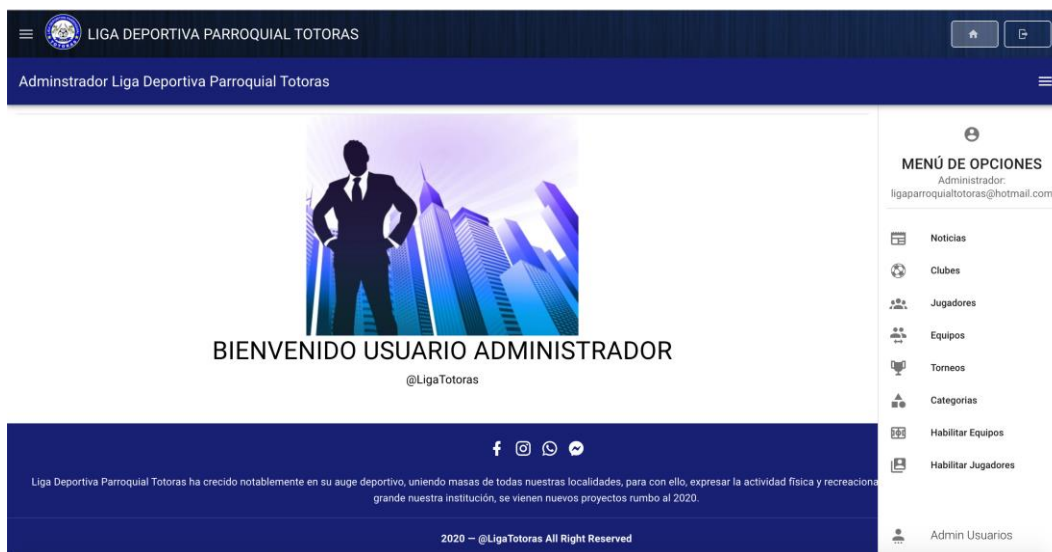 LIGA DEPORTIVA PARROQUIAL TOTORAS
Adminstrador Liga Deportiva Parroquial Totoras
BIENVENIDO USUARIO ADMINISTRADOR
@LigaTotoras
MENÚ DE OPCIONES
Administrador:
ligaparroquialtotoras@hotmail.com
Noticias
Clubes
Jugadores
Equipos
Torneos
Categorias
Habilitar Equipos
Habilitar Jugadores
Admin Usuarios
Liga Deportiva Parroquial Totoras ha crecido notablemente en su auge deportivo, uniendo masas de todas nuestras localidades, para con ello, expresar la actividad física y recreaciona
grande nuestra institución, se vienen nuevos proyectos rumbo al 2020.
2020 — @LigaTotoras All Right Reserved